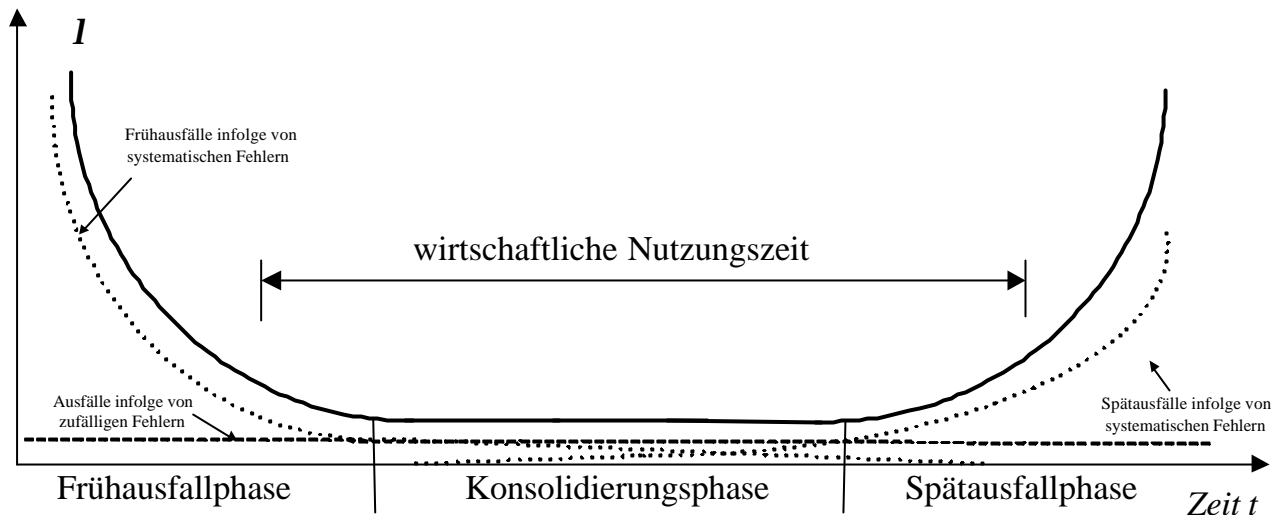 l
Frühausfälle infolge von
systematischen Fehlern
wirtschaftliche Nutzungszeit
Ausfälle infolge von
zufälligen Fehlern
Spätausfälle infolge von
systematischen Fehlern
Frühausfallphase
Konsolidierungsphase
Spätausfallphase
Zeit t